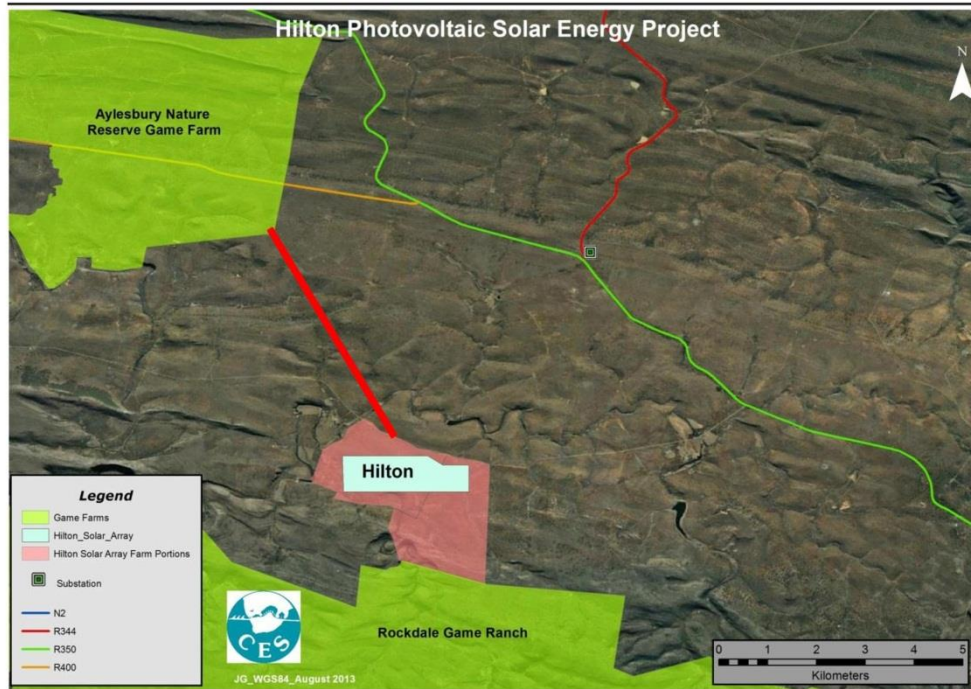 Hilton Photovoltaic Solar Energy Project
N
Aylesbury Nature
Reserve Game Farm
Hilton
Legend
Game Farms
Hilton_Solar_Array
Hilton Solar Array Farm Portions
Substation
N2
R344
R350
R400
CES
JG_WGS84_August 2013
Rockdale Game Ranch
0 1 2 3 4 5
Kilometers